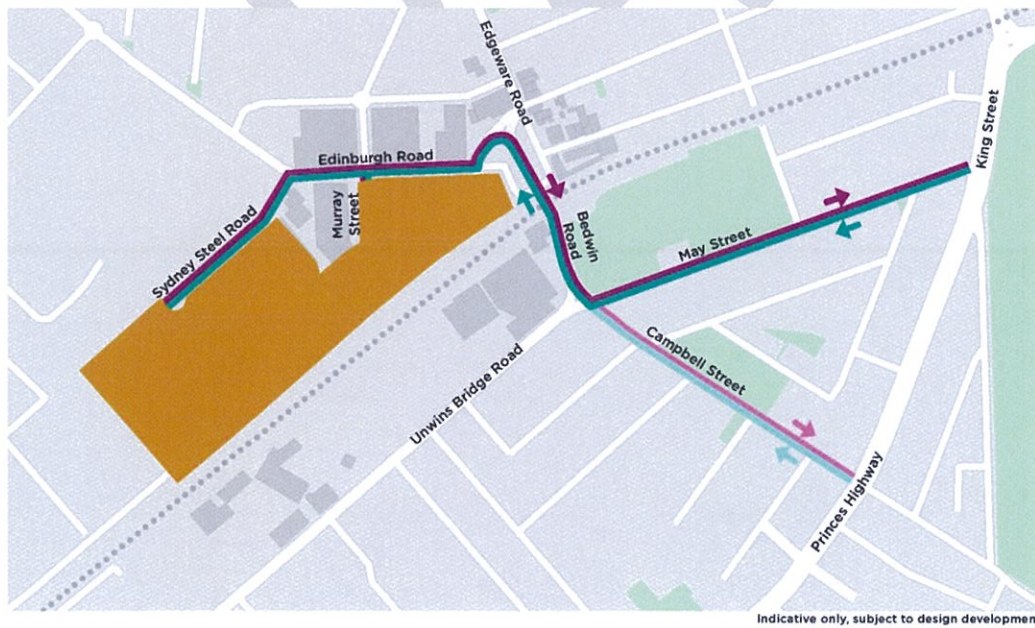 Edgeware Road
King Street
Edinburgh Road
Murray
Street
Bedwin
Road
Sydney Steel Road
May Street
Campbell Street
Unwins Bridge Road
Princes Highway
Indicative only, subject to design developmen